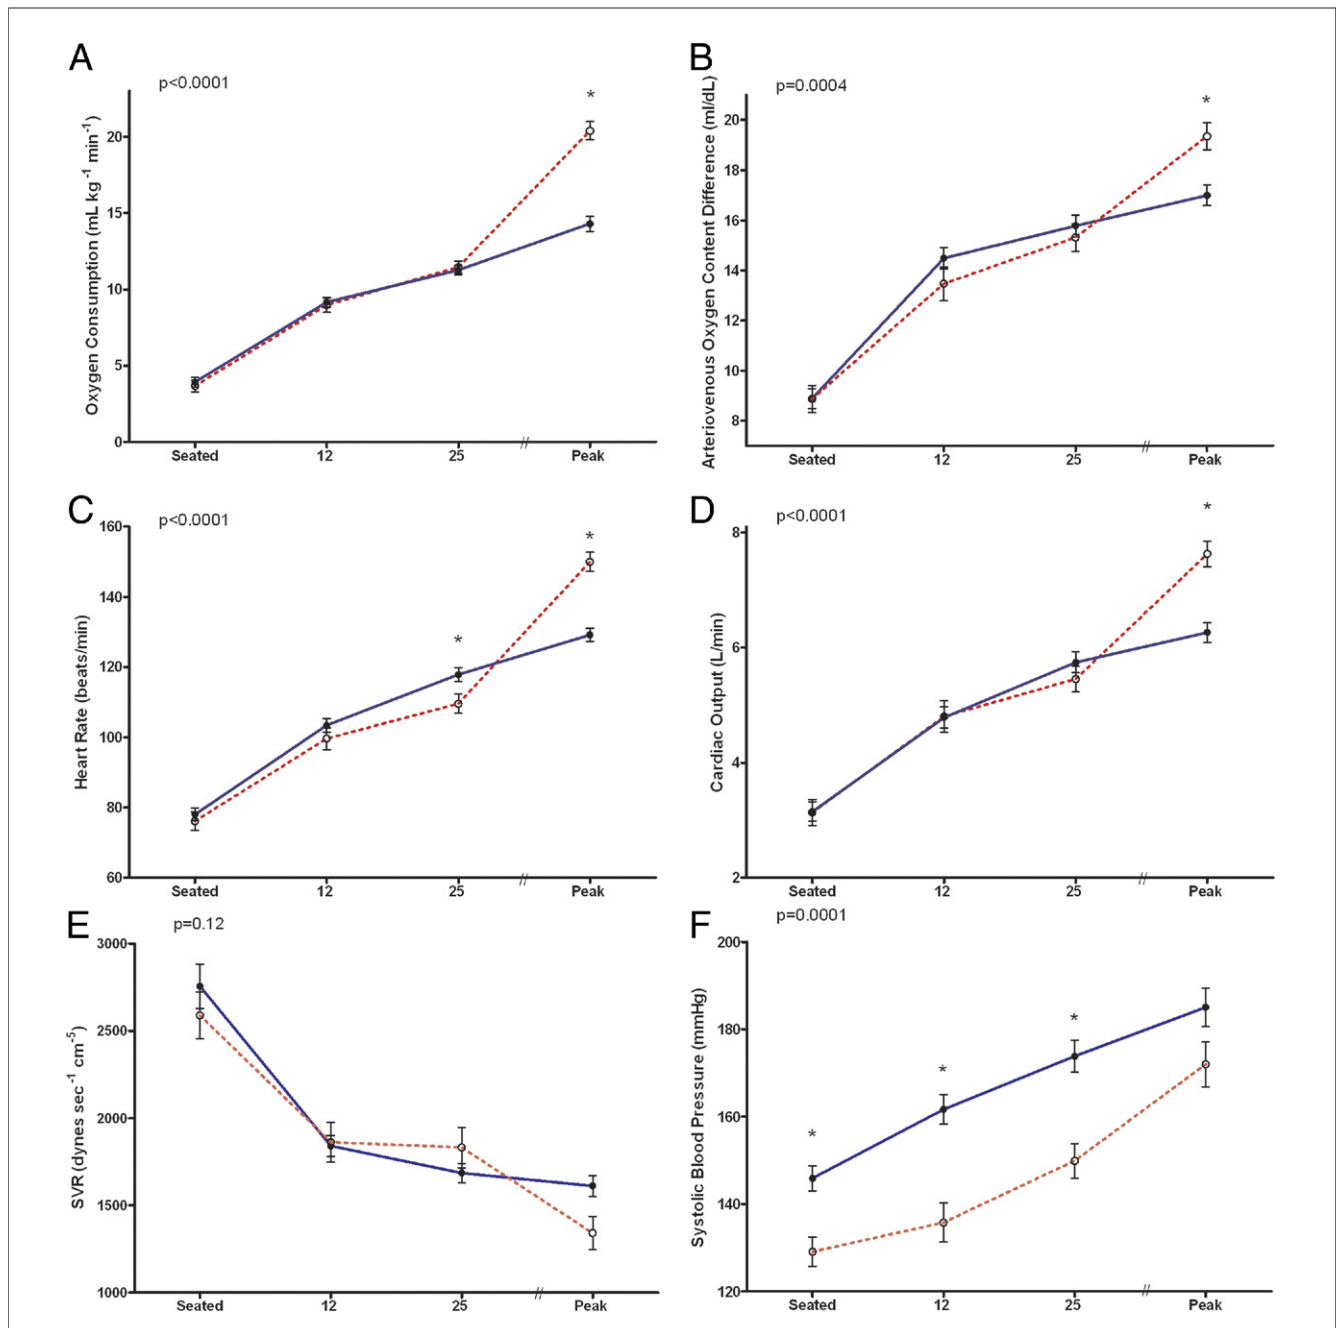 A
p<0.0001
*
Oxygen Consumption (mL kg⁻¹ min⁻¹)
20
15
10
5
0
Seated 12 25 // Peak
B
p=0.0004
*
Arteriovenous Oxygen Content Difference (ml/dL)
20
18
16
14
12
10
8
Seated 12 25 // Peak
C
p<0.0001
*
*
Heart Rate (beats/min)
160
140
120
100
80
60
Seated 12 25 // Peak
D
p<0.0001
*
Cardiac Output (L/min)
8
6
4
2
Seated 12 25 // Peak
E
p=0.12
SVR (dynes sec⁻¹ cm⁻⁵)
3000
2500
2000
1500
1000
Seated 12 25 // Peak
F
p=0.0001
*
*
*
Systolic Blood Pressure (mmHg)
200
180
160
140
120
Seated 12 25 // Peak